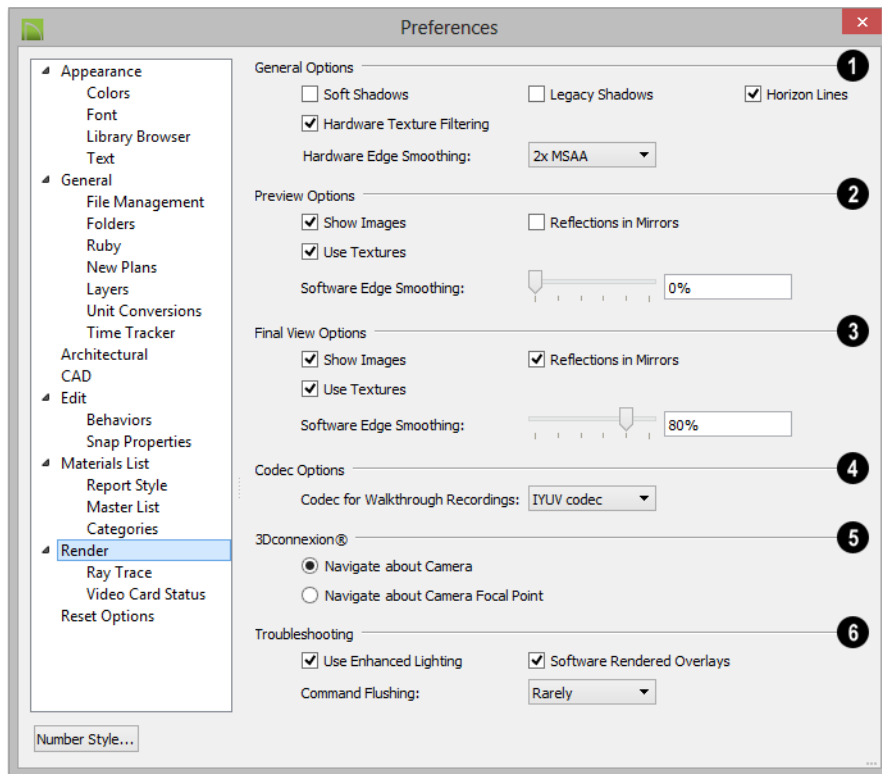 Preferences
Appearance
Colors
Font
Library Browser
Text
General
File Management
Folders
Ruby
New Plans
Layers
Unit Conversions
Time Tracker
Architectural
CAD
Edit
Behaviors
Snap Properties
Materials List
Report Style
Master List
Categories
Render
Ray Trace
Video Card Status
Reset Options
Number Style...
General Options 1
Soft Shadows Legacy Shadows Horizon Lines
Hardware Texture Filtering
Hardware Edge Smoothing: 2x MSAA
Preview Options 2
Show Images Reflections in Mirrors
Use Textures
Software Edge Smoothing: 0%
Final View Options 3
Show Images Reflections in Mirrors
Use Textures
Software Edge Smoothing: 80%
Codec Options 4
Codec for Walkthrough Recordings: IYUV codec
3Dconnexion® 5
Navigate about Camera
Navigate about Camera Focal Point
Troubleshooting 6
Use Enhanced Lighting Software Rendered Overlays
Command Flushing: Rarely